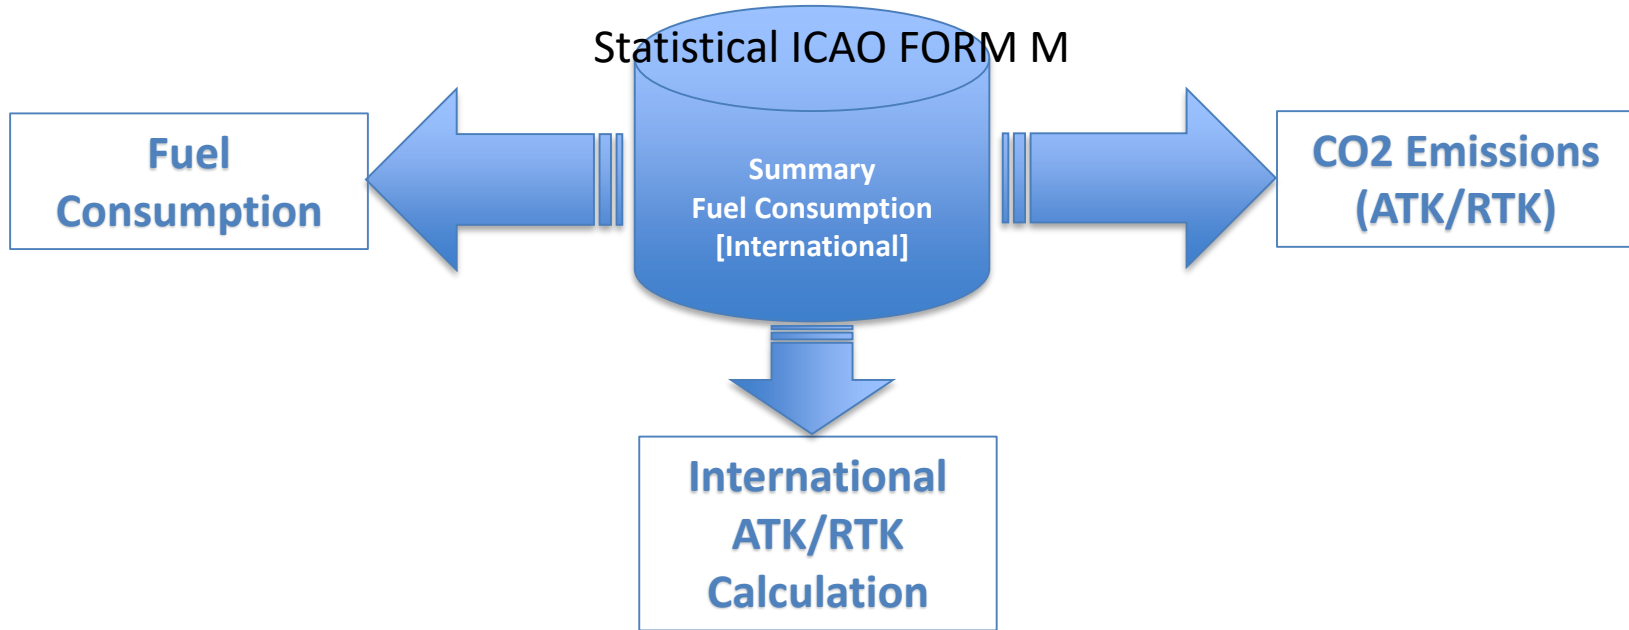 Statistical ICAO FORM M
Fuel
Consumption
Summary
Fuel Consumption
[International]
CO2 Emissions
(ATK/RTK)
International
ATK/RTK
Calculation